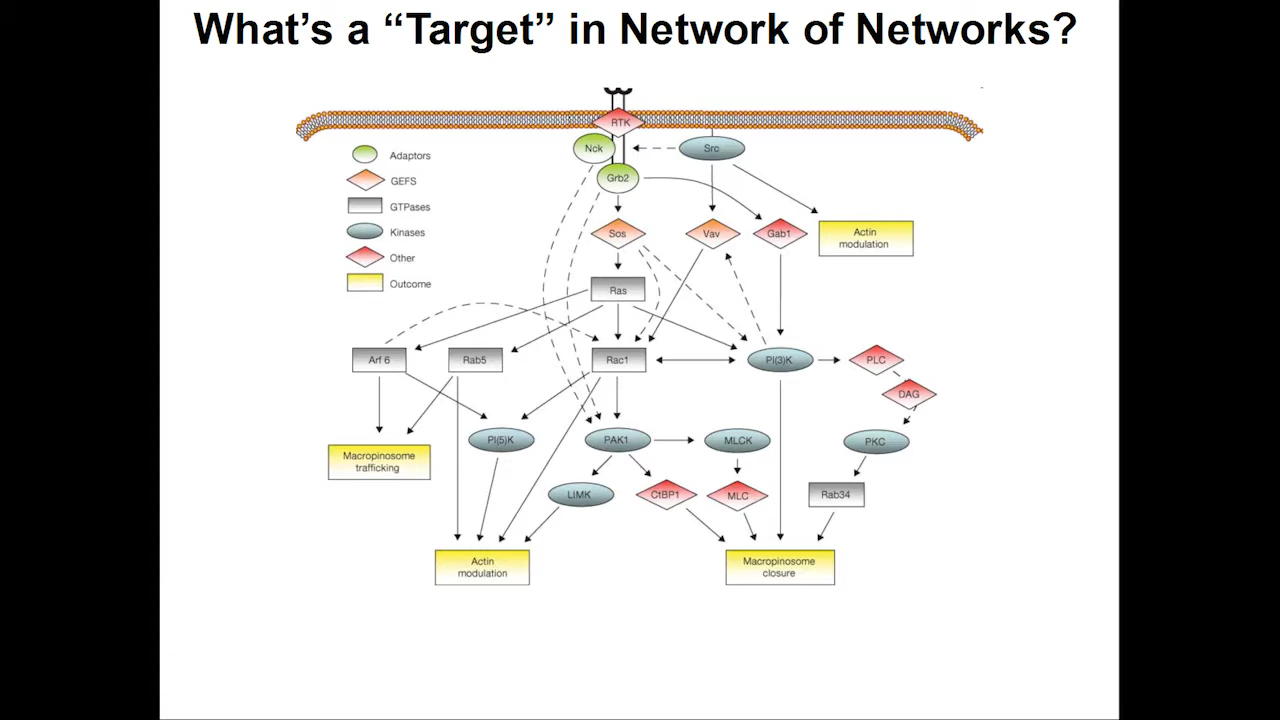 What's a “Target” in Network of Networks?
RTK
Nck
Src
Adaptors
Grb2
GEFS
GTPases
Kinases
Sos
Vav
Gab1
Actin
modulation
Other
Outcome
Ras
Arf 6
Rab5
Rac1
PI(3)K
PLC
DAG
PI(5)K
PAK1
MLCK
PKC
Macropinosome
trafficking
LIMK
CtBP1
MLC
Rab34
Actin
modulation
Macropinosome
closure